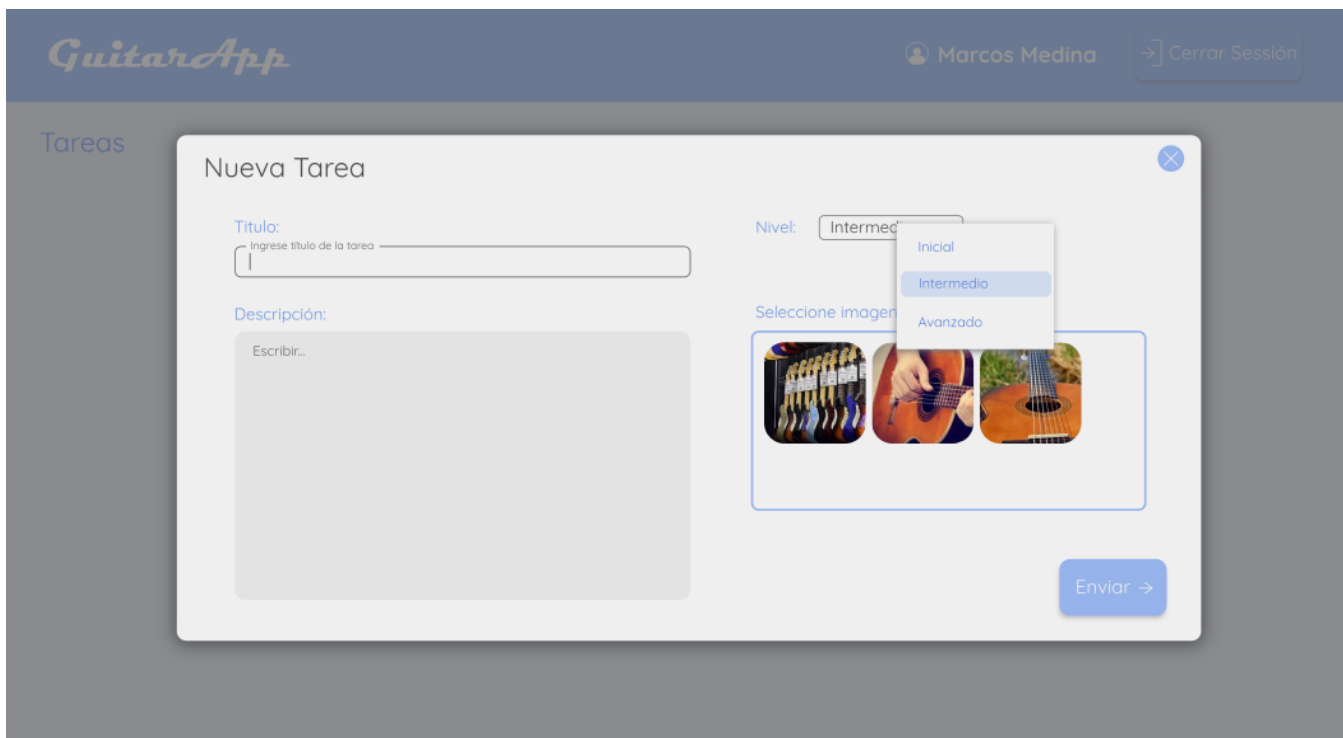 GuitarApp
Marcos Medina
Cerrar Sessión
Tareas
Nueva Tarea
Titulo:
Ingrese título de la tarea
Nivel:
Intermedi
Inicial
Intermedio
Avanzado
Descripción:
Escribir...
Seleccione imagen
Enviar →